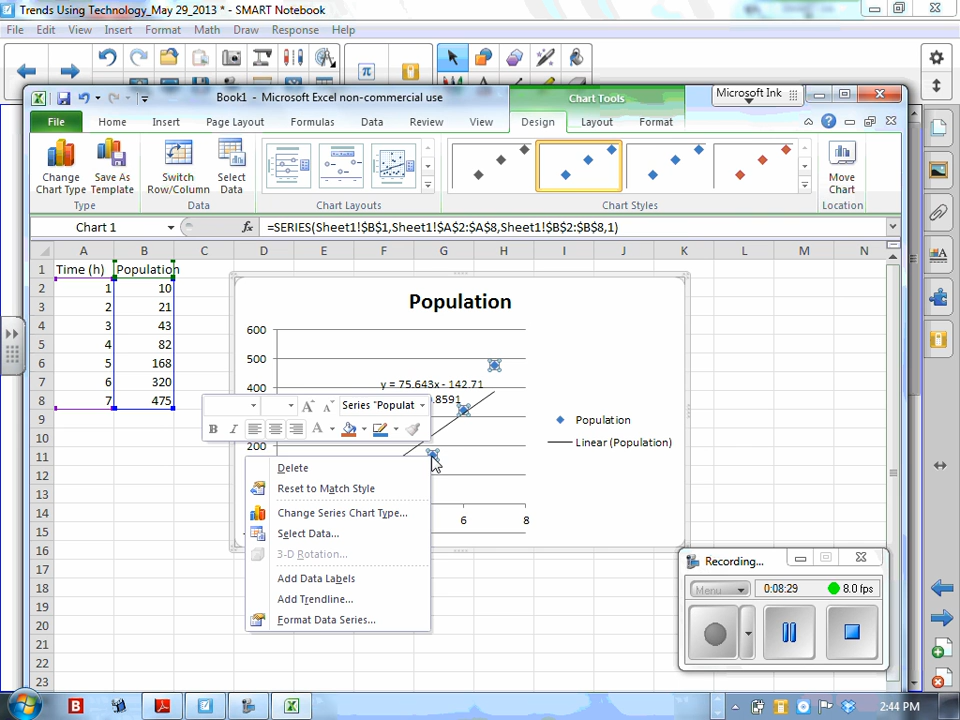 Trends Using Technology_May 29_2013 * - SMART Notebook
File Edit View Insert Format Math Draw Response Help
π
Book1 - Microsoft Excel non-commercial use
Chart Tools
Microsoft Ink
File Home Insert Page Layout Formulas Data Review View Design Layout Format
Change Chart Type
Save As Template
Switch Row/Column
Select Data
Move Chart
Type Data Chart Layouts Chart Styles Location
Chart 1
fx
=SERIES(Sheet1!$B$1,Sheet1!$A$2:$A$8,Sheet1!$B$2:$B$8,1)
A B C D E F G H I J K L M N
1 Time (h) Population
2 1 10
3 2 21
4 3 43
5 4 82
6 5 168
7 6 320
8 7 475
9
10
11
12
13
14
15
16
17
18
19
20
21
22
23
Population
600
500
400
200
y = 75.643x - 142.71
.8591
6 8
Population
Linear (Population)
Series "Populat
B I A
Delete
Reset to Match Style
Change Series Chart Type...
Select Data...
3-D Rotation...
Add Data Labels
Add Trendline...
Format Data Series...
Recording...
Menu
0:08:29
8.0 fps
B
2:44 PM